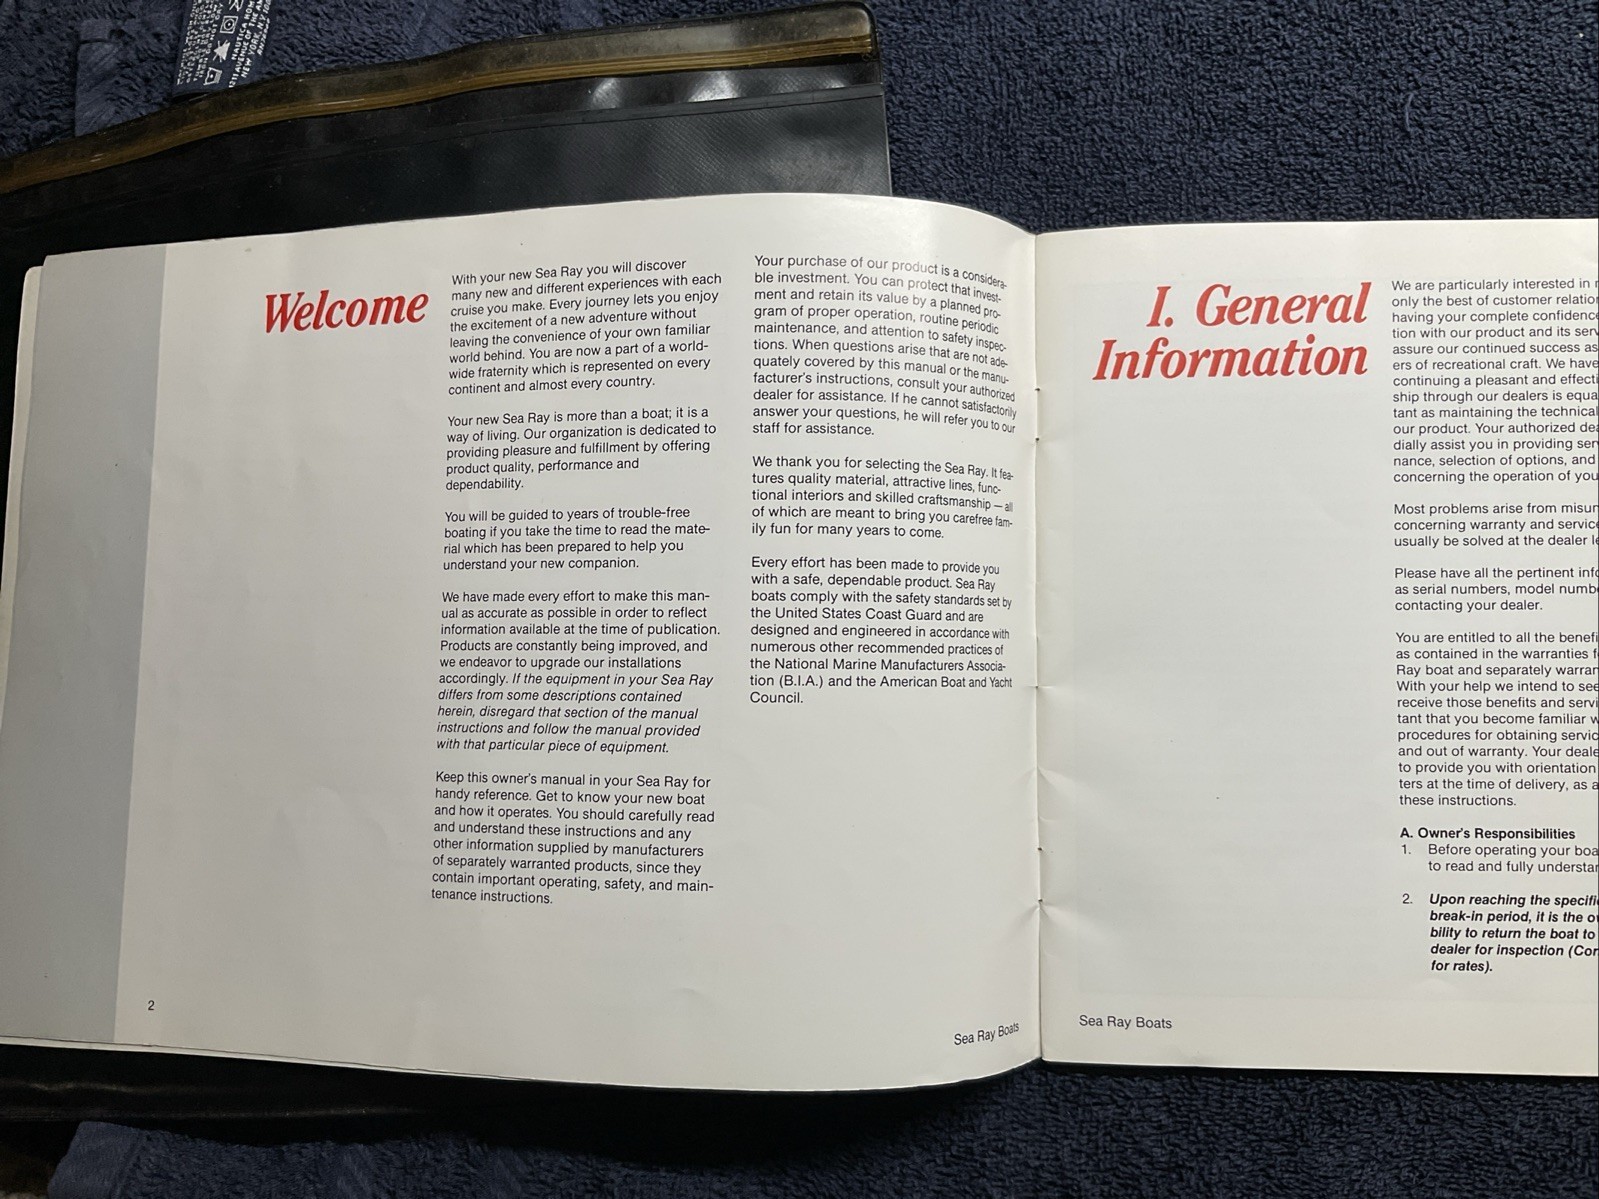 NAUTICA HOM
1211 AVENUE OF THE
NEW YORK, N.Y.
Welcome
With your new Sea Ray you will discover
many new and different experiences with each
cruise you make. Every journey lets you enjoy
the excitement of a new adventure without
leaving the convenience of your own familiar
world behind. You are now a part of a world-
wide fraternity which is represented on every
continent and almost every country.
Your new Sea Ray is more than a boat; it is a
way of living. Our organization is dedicated to
providing pleasure and fulfillment by offering
product quality, performance and
dependability.
You will be guided to years of trouble-free
boating if you take the time to read the mate-
rial which has been prepared to help you
understand your new companion.
We have made every effort to make this man-
ual as accurate as possible in order to reflect
information available at the time of publication.
Products are constantly being improved, and
we endeavor to upgrade our installations
accordingly. If the equipment in your Sea Ray
differs from some descriptions contained
herein, disregard that section of the manual
instructions and follow the manual provided
with that particular piece of equipment.
Keep this owner's manual in your Sea Ray for
handy reference. Get to know your new boat
and how it operates. You should carefully read
and understand these instructions and any
other information supplied by manufacturers
of separately warranted products, since they
contain important operating, safety, and main-
tenance instructions.
Your purchase of our product is a considera-
ble investment. You can protect that invest-
ment and retain its value by a planned pro-
gram of proper operation, routine periodic
maintenance, and attention to safety inspec-
tions. When questions arise that are not ade-
quately covered by this manual or the manu-
facturer's instructions, consult your authorized
dealer for assistance. If he cannot satisfactorily
answer your questions, he will refer you to our
staff for assistance.
We thank you for selecting the Sea Ray. It fea-
tures quality material, attractive lines, func-
tional interiors and skilled craftsmanship — all
of which are meant to bring you carefree fam-
ily fun for many years to come.
Every effort has been made to provide you
with a safe, dependable product. Sea Ray
boats comply with the safety standards set by
the United States Coast Guard and are
designed and engineered in accordance with
numerous other recommended practices of
the National Marine Manufacturers Associa-
tion (B.I.A.) and the American Boat and Yacht
Council.
2
Sea Ray Boats
I. General
Information
We are particularly interested in
only the best of customer relatio
having your complete confidence
tion with our product and its serv
assure our continued success as
ers of recreational craft. We have
continuing a pleasant and effecti
ship through our dealers is equa
tant as maintaining the technical
our product. Your authorized dea
dially assist you in providing ser
nance, selection of options, and
concerning the operation of you
Most problems arise from misun
concerning warranty and service
usually be solved at the dealer le
Please have all the pertinent info
as serial numbers, model numbe
contacting your dealer.
You are entitled to all the benefi
as contained in the warranties f
Ray boat and separately warran
With your help we intend to see
receive those benefits and servi
tant that you become familiar w
procedures for obtaining servic
and out of warranty. Your deale
to provide you with orientation
ters at the time of delivery, as a
these instructions.
A. Owner's Responsibilities
1. Before operating your boa
to read and fully understan
2. Upon reaching the specifi
break-in period, it is the o
bility to return the boat to
dealer for inspection (Con
for rates).
Sea Ray Boats